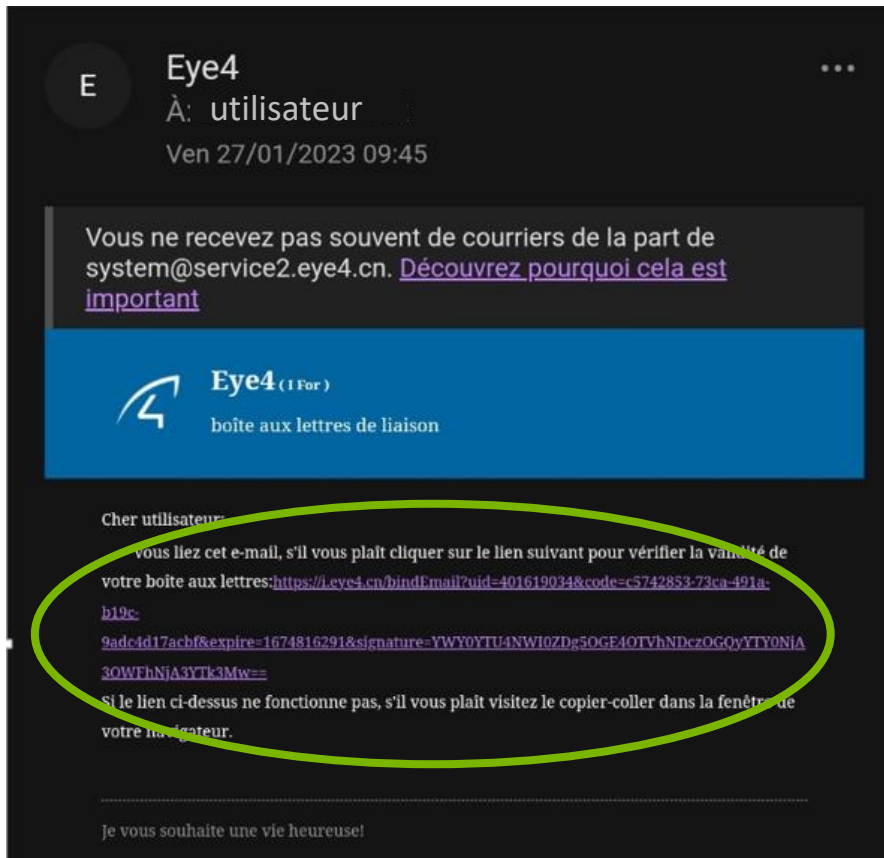 E
Eye4
À: utilisateur
Ven 27/01/2023 09:45
Vous ne recevez pas souvent de courriers de la part de
system@service2.eye4.cn. Découvrez pourquoi cela est
important
4
Eye4 ( I For )
boîte aux lettres de liaison
Cher utilisateur:
Vous liez cet e-mail, s'il vous plaît cliquer sur le lien suivant pour vérifier la validité de
votre boîte aux lettres:https://i.eye4.cn/bindEmail?uid=401619034&code=c5742853-73ca-491a-
b19c-
9adc4d17acbf&expire=1674816291&signature=YWY0YTU4NWI0ZDg5OGE4OTVhNDczOGQyYTY0NjA
3OWFhNjA3YTk3Mw==
Si le lien ci-dessus ne fonctionne pas, s'il vous plaît visitez le copier-coller dans la fenêtre de
votre navigateur.
Je vous souhaite une vie heureuse!